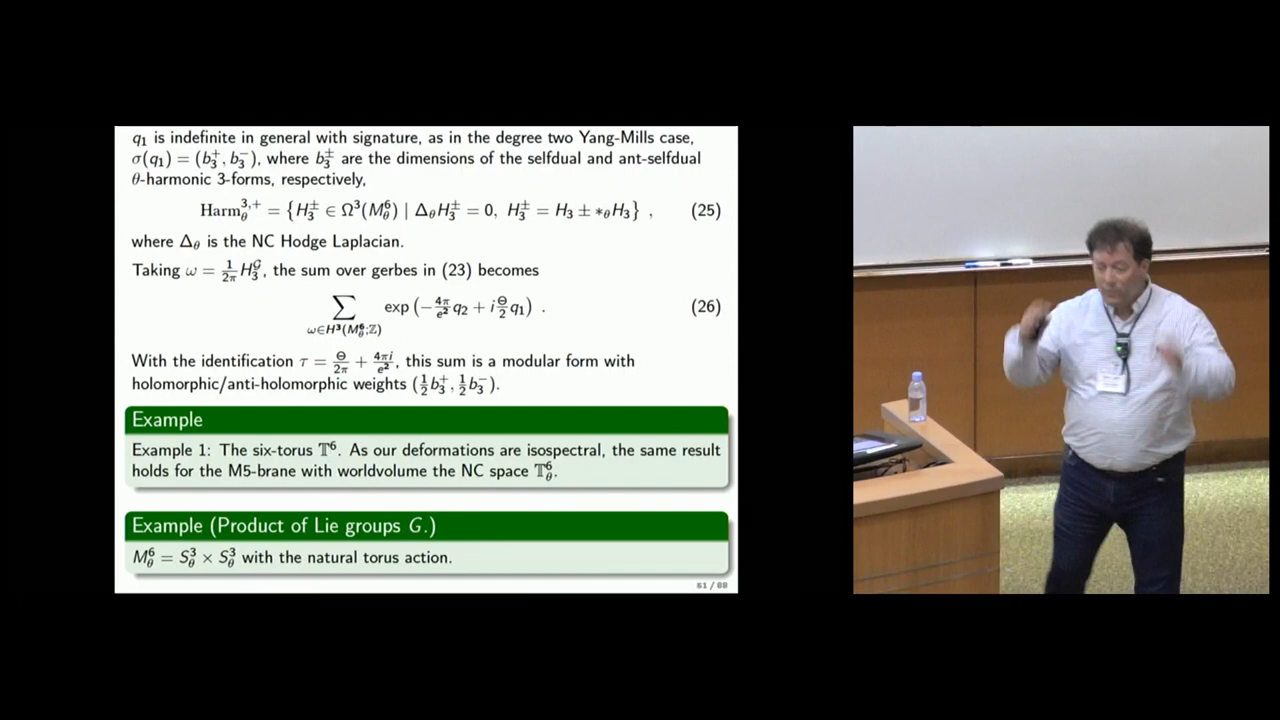 q₁ is indefinite in general with signature, as in the degree two Yang-Mills case,
σ(q₁) = (b₃⁺, b₃⁻), where b₃^± are the dimensions of the selfdual and ant-selfdual
θ-harmonic 3-forms, respectively,
Harm_θ^{3,+} = {H₃^± ∈ Ω³(M_θ⁶) | Δ_θH₃^± = 0, H₃^± = H₃ ± *_θH₃} , (25)
where Δ_θ is the NC Hodge Laplacian.
Taking ω = \frac{1}{2π}H₃^𝒢, the sum over gerbes in (23) becomes
∑_{ω∈H³(M_θ⁶;ℤ)} exp(−\frac{4π}{e²}q₂ + i\frac{Θ}{2}q₁) . (26)
With the identification τ = \frac{Θ}{2π} + \frac{4πi}{e²}, this sum is a modular form with
holomorphic/anti-holomorphic weights (½b₃⁺, ½b₃⁻).
Example
Example 1: The six-torus 𝕋⁶. As our deformations are isospectral, the same result
holds for the M5-brane with worldvolume the NC space 𝕋_θ⁶.
Example (Product of Lie groups G.)
M_θ⁶ = S_θ³ × S_θ³ with the natural torus action.